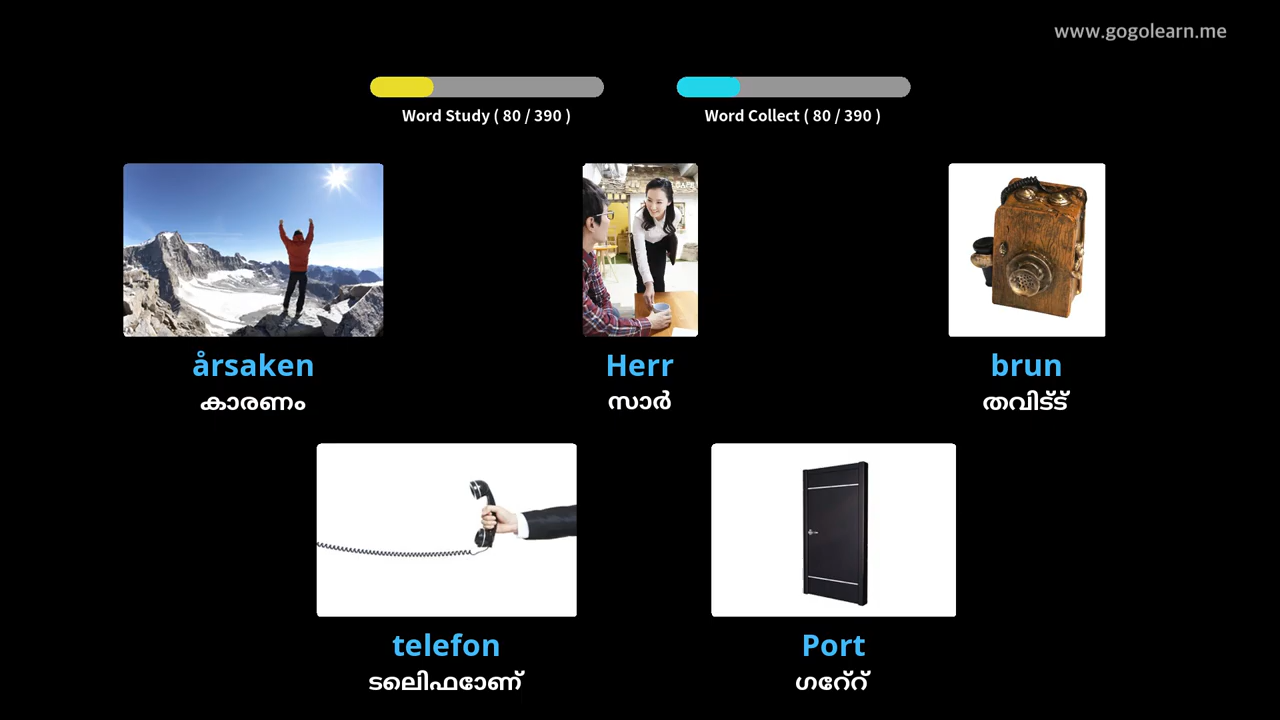 www.gogolearn.me
Word Study ( 80 / 390 )
Word Collect ( 80 / 390 )
årsaken
കാരണം
Herr
സാർ
brun
തവിട്ട്
telefon
ടെലിഫോണ്
Port
ഗേറ്റ്